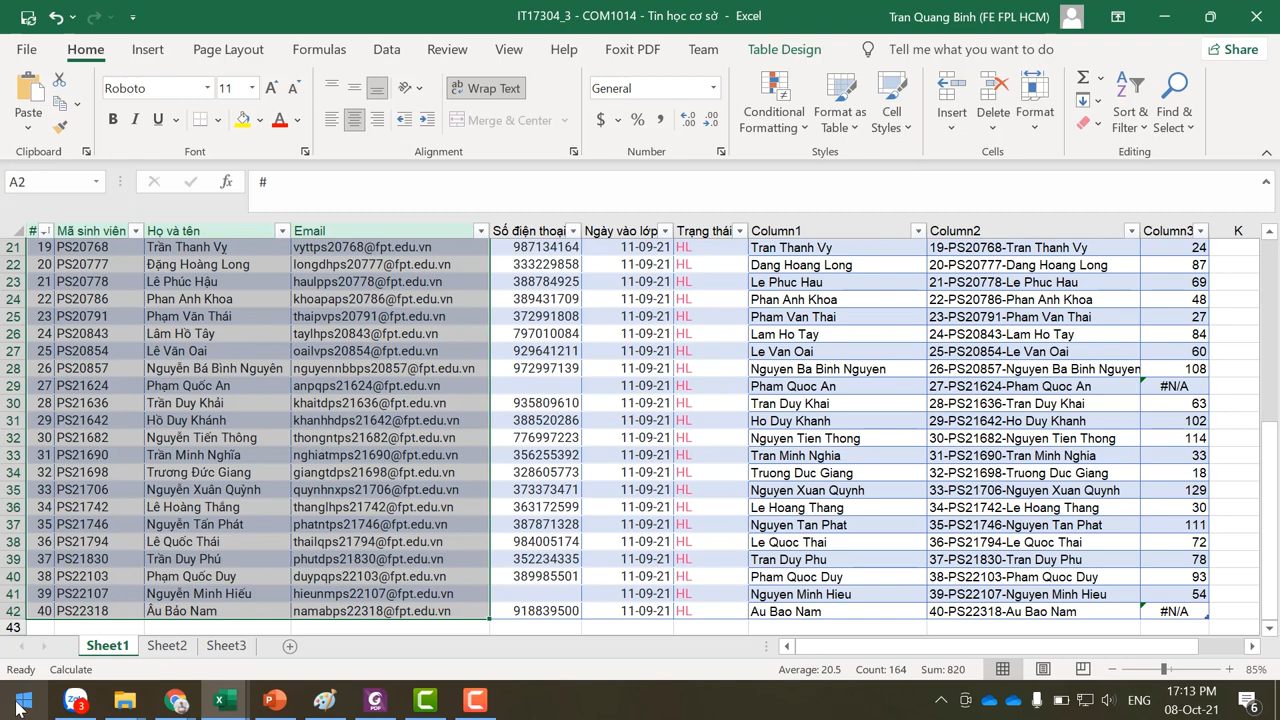 IT17304_3 - COM1014 - Tin học cơ sở - Excel
Tran Quang Binh (FE FPL HCM)
File Home Insert Page Layout Formulas Data Review View Help Foxit PDF Team Table Design Tell me what you want to do Share
Paste
Roboto 11
Wrap Text
General
B I U A
Merge & Center
$ % ,
Conditional Formatting
Format as Table
Cell Styles
Insert Delete Format
Sort & Filter
Find & Select
Clipboard Font Alignment Number Styles Cells Editing
A2 fx #
# Mã sinh viên Họ và tên Email Số điện thoại Ngày vào lớp Trạng thái Column1 Column2 Column3 K
21 19 PS20768 Trần Thanh Vỵ vyttps20768@fpt.edu.vn 987134164 11-09-21 HL Tran Thanh Vy 19-PS20768-Tran Thanh Vy 24
22 20 PS20777 Đặng Hoàng Long longdhps20777@fpt.edu.vn 333229858 11-09-21 HL Dang Hoang Long 20-PS20777-Dang Hoang Long 87
23 21 PS20778 Lê Phúc Hậu haulpps20778@fpt.edu.vn 388784925 11-09-21 HL Le Phuc Hau 21-PS20778-Le Phuc Hau 69
24 22 PS20786 Phan Anh Khoa khoapaps20786@fpt.edu.vn 389431709 11-09-21 HL Phan Anh Khoa 22-PS20786-Phan Anh Khoa 48
25 23 PS20791 Phạm Văn Thái thaipvps20791@fpt.edu.vn 372991808 11-09-21 HL Pham Van Thai 23-PS20791-Pham Van Thai 27
26 24 PS20843 Lâm Hồ Tây taylhps20843@fpt.edu.vn 797010084 11-09-21 HL Lam Ho Tay 24-PS20843-Lam Ho Tay 84
27 25 PS20854 Lê Văn Oai oailvps20854@fpt.edu.vn 929641211 11-09-21 HL Le Van Oai 25-PS20854-Le Van Oai 60
28 26 PS20857 Nguyễn Bá Bình Nguyên nguyennbbps20857@fpt.edu.vn 972997139 11-09-21 HL Nguyen Ba Binh Nguyen 26-PS20857-Nguyen Ba Binh Nguyen 108
29 27 PS21624 Phạm Quốc An anpqps21624@fpt.edu.vn 11-09-21 HL Pham Quoc An 27-PS21624-Pham Quoc An #N/A
30 28 PS21636 Trần Duy Khải khaitdps21636@fpt.edu.vn 935809610 11-09-21 HL Tran Duy Khai 28-PS21636-Tran Duy Khai 63
31 29 PS21642 Hồ Duy Khánh khanhhdps21642@fpt.edu.vn 388520286 11-09-21 HL Ho Duy Khanh 29-PS21642-Ho Duy Khanh 102
32 30 PS21682 Nguyễn Tiến Thông thongntps21682@fpt.edu.vn 776997223 11-09-21 HL Nguyen Tien Thong 30-PS21682-Nguyen Tien Thong 114
33 31 PS21690 Trần Minh Nghĩa nghiatmps21690@fpt.edu.vn 356255392 11-09-21 HL Tran Minh Nghia 31-PS21690-Tran Minh Nghia 33
34 32 PS21698 Trương Đức Giang giangtdps21698@fpt.edu.vn 328605773 11-09-21 HL Truong Duc Giang 32-PS21698-Truong Duc Giang 18
35 33 PS21706 Nguyễn Xuân Quỳnh quynhnxps21706@fpt.edu.vn 373373471 11-09-21 HL Nguyen Xuan Quynh 33-PS21706-Nguyen Xuan Quynh 129
36 34 PS21742 Lê Hoàng Thắng thanglhps21742@fpt.edu.vn 363172599 11-09-21 HL Le Hoang Thang 34-PS21742-Le Hoang Thang 30
37 35 PS21746 Nguyễn Tấn Phát phatntps21746@fpt.edu.vn 387871328 11-09-21 HL Nguyen Tan Phat 35-PS21746-Nguyen Tan Phat 111
38 36 PS21794 Lê Quốc Thái thailqps21794@fpt.edu.vn 984005174 11-09-21 HL Le Quoc Thai 36-PS21794-Le Quoc Thai 72
39 37 PS21830 Trần Duy Phú phutdps21830@fpt.edu.vn 352234335 11-09-21 HL Tran Duy Phu 37-PS21830-Tran Duy Phu 78
40 38 PS22103 Phạm Quốc Duy duypqps22103@fpt.edu.vn 389985501 11-09-21 HL Pham Quoc Duy 38-PS22103-Pham Quoc Duy 93
41 39 PS22107 Nguyễn Minh Hiếu hieunmps22107@fpt.edu.vn 11-09-21 HL Nguyen Minh Hieu 39-PS22107-Nguyen Minh Hieu 54
42 40 PS22318 Âu Bảo Nam namabps22318@fpt.edu.vn 918839500 11-09-21 HL Au Bao Nam 40-PS22318-Au Bao Nam #N/A
43
Sheet1 Sheet2 Sheet3
Ready Calculate Average: 20.5 Count: 164 Sum: 820 85%
Zalo 3
ENG
17:13 PM
08-Oct-21
6